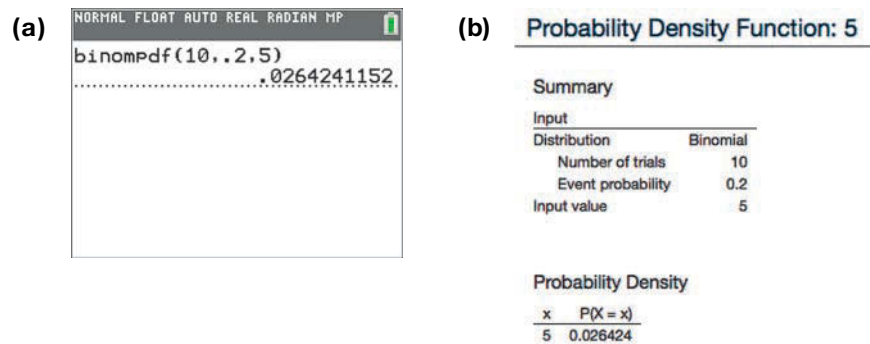 (a)
NORMAL FLOAT AUTO REAL RADIAN MP
binompdf(10,.2,5)
.0264241152
(b)
Probability Density Function: 5
Summary
Input
Distribution Binomial
Number of trials 10
Event probability 0.2
Input value 5
Probability Density
x P(X = x)
5 0.026424